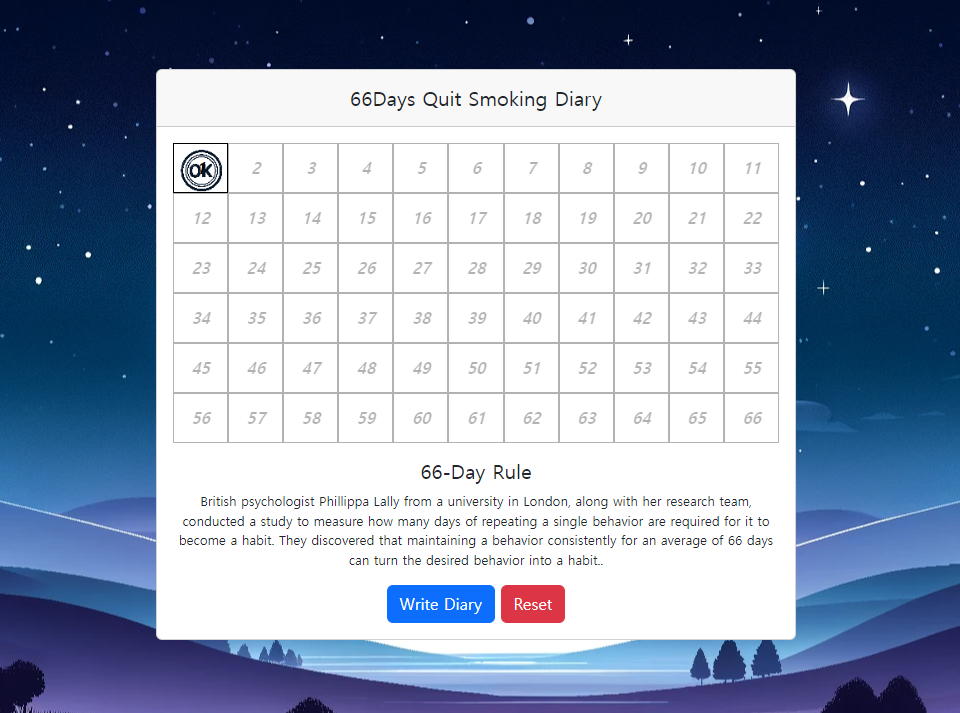 66Days Quit Smoking Diary
OK 2 3 4 5 6 7 8 9 10 11
12 13 14 15 16 17 18 19 20 21 22
23 24 25 26 27 28 29 30 31 32 33
34 35 36 37 38 39 40 41 42 43 44
45 46 47 48 49 50 51 52 53 54 55
56 57 58 59 60 61 62 63 64 65 66
66-Day Rule
British psychologist Phillippa Lally from a university in London, along with her research team,
conducted a study to measure how many days of repeating a single behavior are required for it to
become a habit. They discovered that maintaining a behavior consistently for an average of 66 days
can turn the desired behavior into a habit..
Write Diary Reset